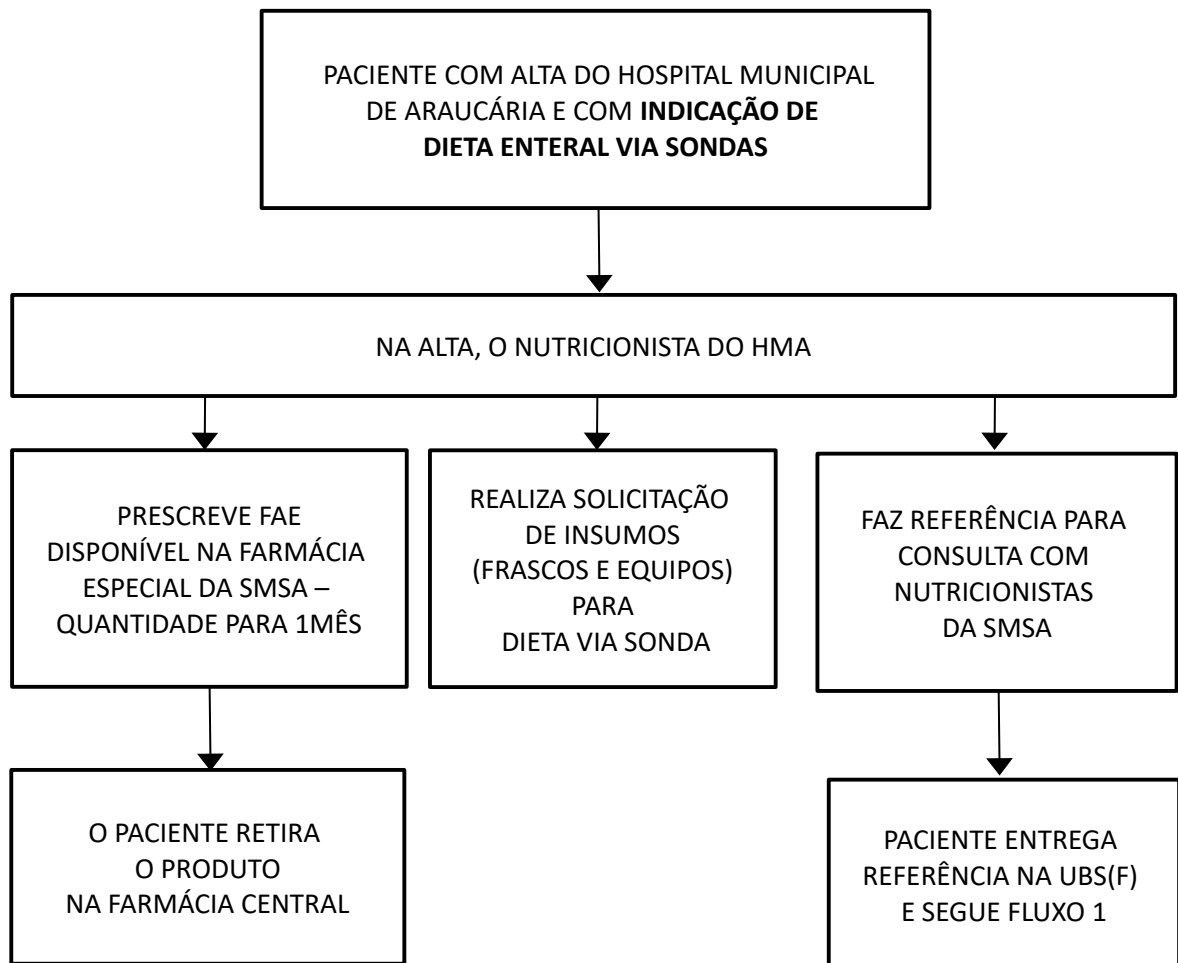 PACIENTE COM ALTA DO HOSPITAL MUNICIPAL
DE ARAUCÁRIA E COM INDICAÇÃO DE
DIETA ENTERAL VIA SONDAS
NA ALTA, O NUTRICIONISTA DO HMA
PRESCREVE FAE
DISPONÍVEL NA FARMÁCIA
ESPECIAL DA SMSA –
QUANTIDADE PARA 1MÊS
REALIZA SOLICITAÇÃO
DE INSUMOS
(FRASCOS E EQUIPOS)
PARA
DIETA VIA SONDA
FAZ REFERÊNCIA PARA
CONSULTA COM
NUTRICIONISTAS
DA SMSA
O PACIENTE RETIRA
O PRODUTO
NA FARMÁCIA CENTRAL
PACIENTE ENTREGA
REFERÊNCIA NA UBS(F)
E SEGUE FLUXO 1